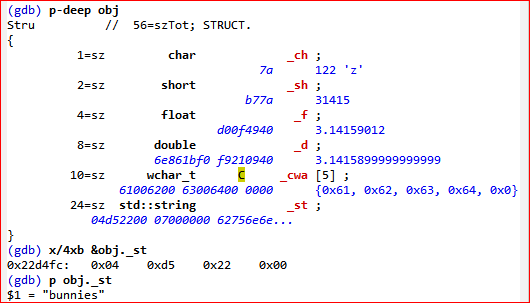 (gdb) p-deep obj
Stru // 56=szTot; STRUCT.
{
1=sz char _ch ;
7a 122 'z'
2=sz short _sh ;
b77a 31415
4=sz float _f ;
d00f4940 3.14159012
8=sz double _d ;
6e861bf0 f9210940 3.1415899999999999
10=sz wchar_t C _cwa [5] ;
61006200 63006400 0000 {0x61, 0x62, 0x63, 0x64, 0x0}
24=sz std::string _st ;
04d52200 07000000 62756e6e...
}
(gdb) x/4xb &obj._st
0x22d4fc: 0x04 0xd5 0x22 0x00
(gdb) p obj._st
$1 = "bunnies"